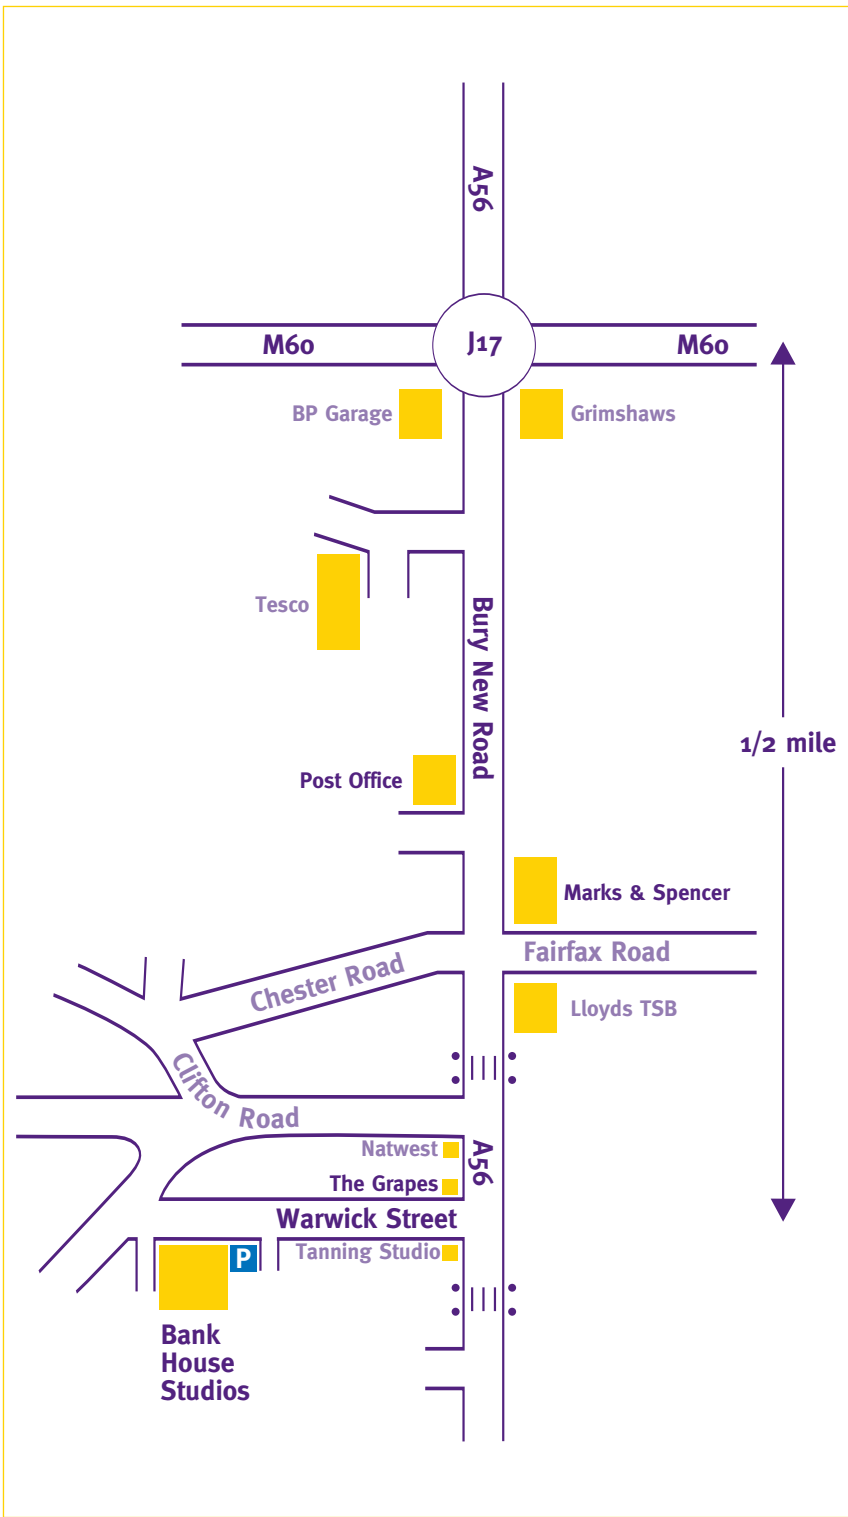 A56
M60
J17
M60
BP Garage
Grimshaws
Tesco
Bury New Road
1/2 mile
Post Office
Marks & Spencer
Fairfax Road
Chester Road
Lloyds TSB
Clifton Road
Natwest
A56
The Grapes
Warwick Street
Tanning Studio
P
Bank
House
Studios